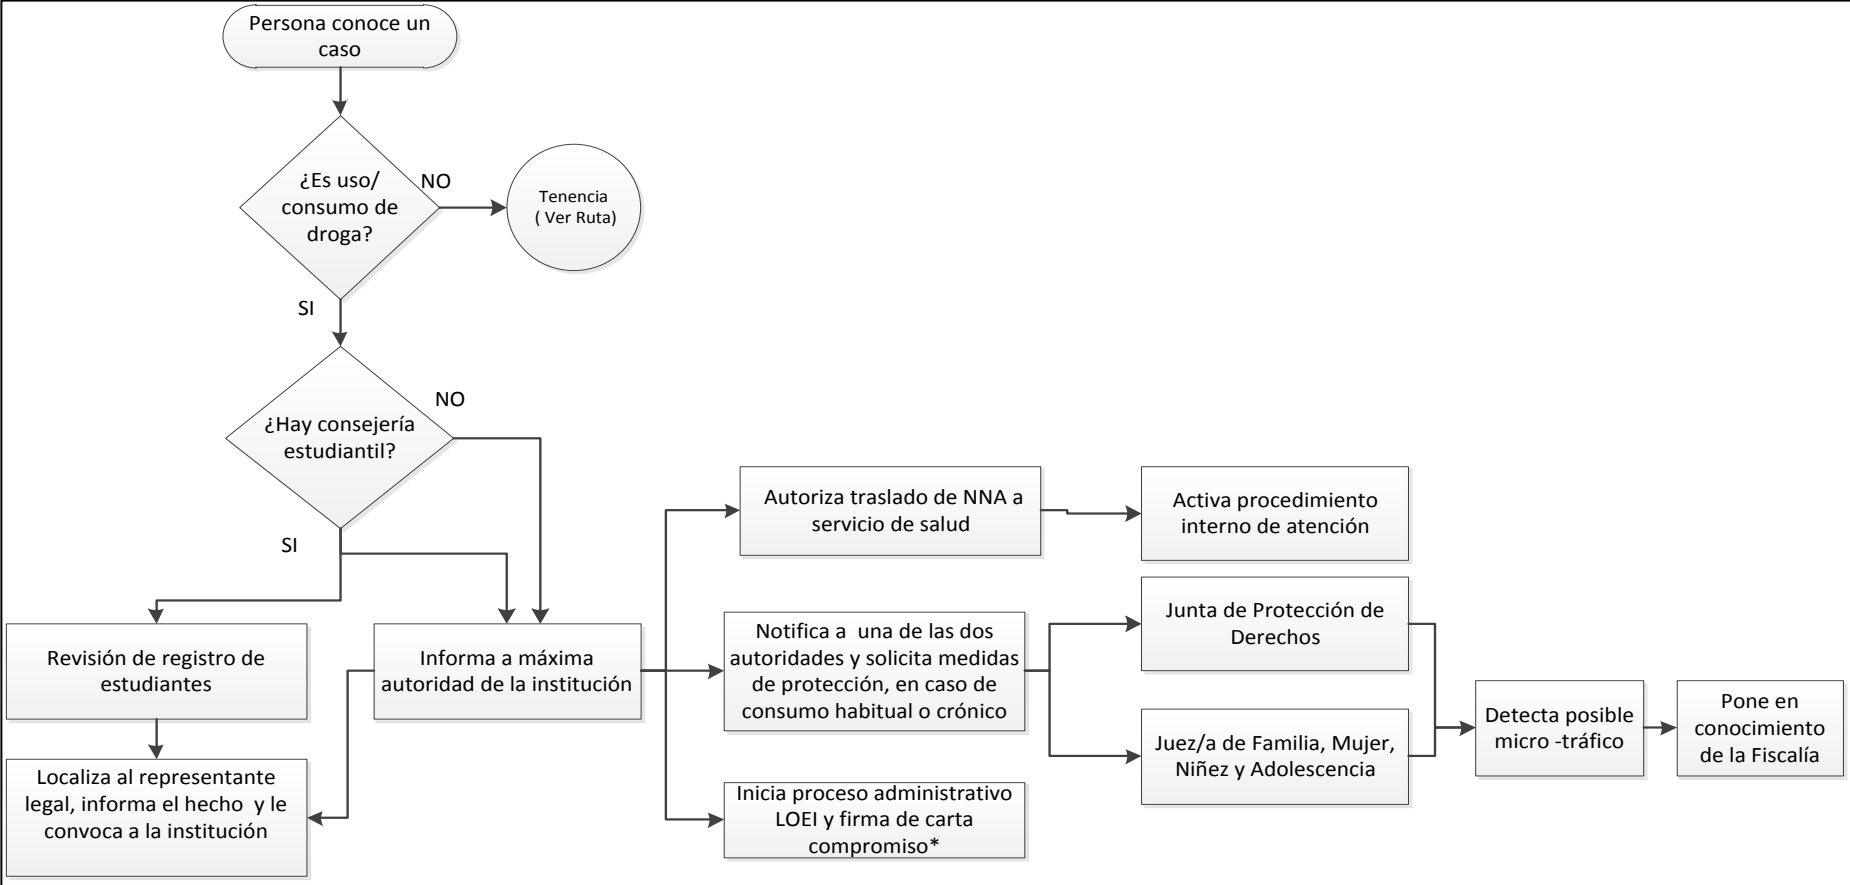 Persona conoce un
caso
¿Es uso/
consumo de
droga?
NO
Tenencia
( Ver Ruta)
SI
¿Hay consejería
estudiantil?
NO
SI
Revisión de registro de
estudiantes
Informa a máxima
autoridad de la institución
Localiza al representante
legal, informa el hecho y le
convoca a la institución
Autoriza traslado de NNA a
servicio de salud
Activa procedimiento
interno de atención
Notifica a una de las dos
autoridades y solicita medidas
de protección, en caso de
consumo habitual o crónico
Junta de Protección de
Derechos
Juez/a de Familia, Mujer,
Niñez y Adolescencia
Detecta posible
micro -tráfico
Pone en
conocimiento
de la Fiscalía
Inicia proceso administrativo
LOEI y firma de carta
compromiso*